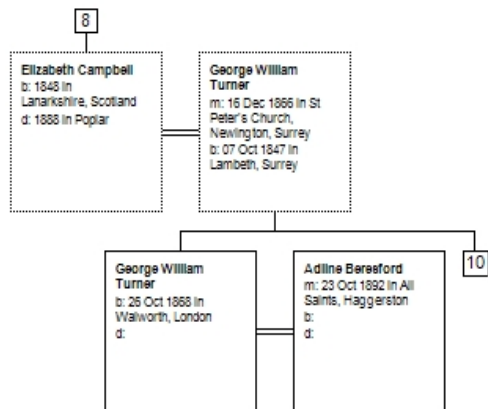 8
Elizabeth Campbell
b: 1848 in
Lanarkshire, Scotland
d: 1888 in Poplar
George William
Turner
m: 16 Dec 1866 in St
Peter's Church,
Newington, Surrey
b: 07 Oct 1847 in
Lambeth, Surrey
George William
Turner
b: 26 Oct 1868 in
Walworth, London
d:
Adline Beresford
m: 23 Oct 1892 in All
Saints, Haggerston
b:
d:
10